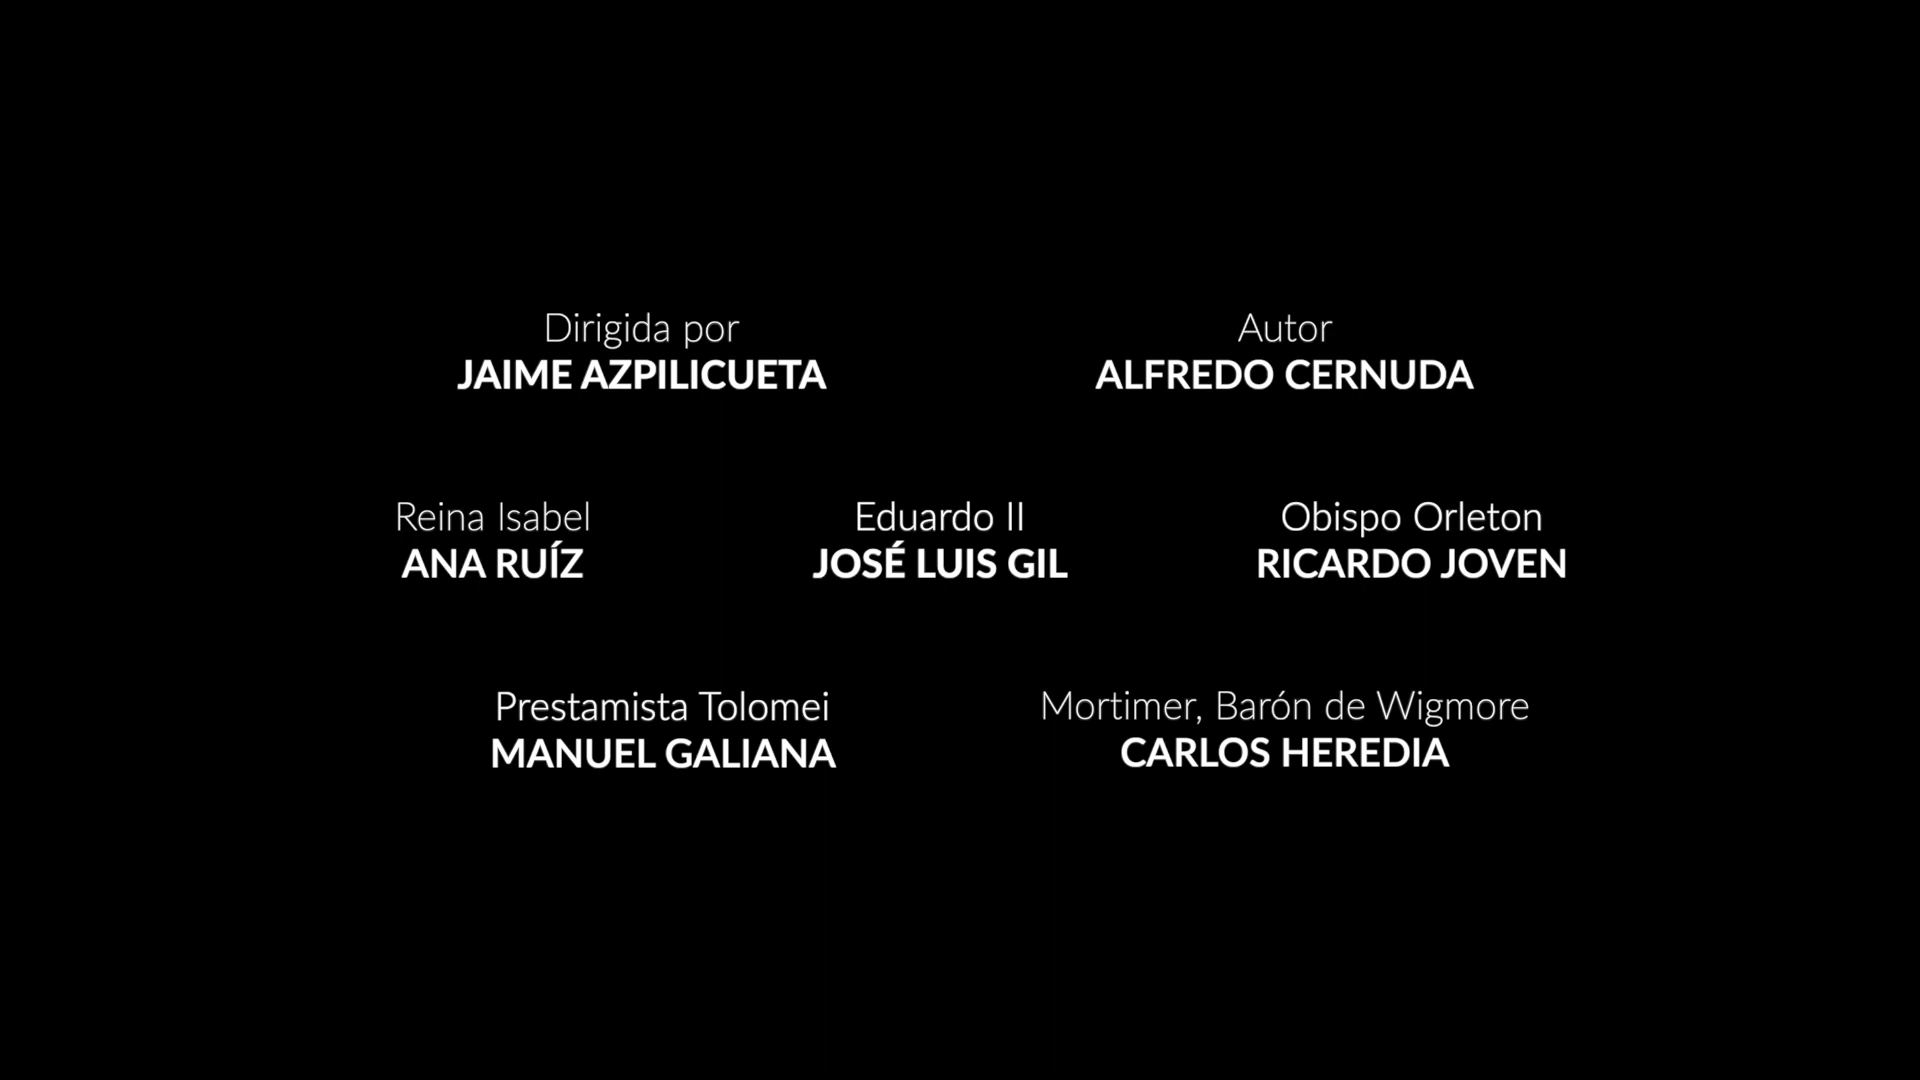 Dirigida por
JAIME AZPILICUETA
Autor
ALFREDO CERNUDA
Reina Isabel
ANA RUÍZ
Eduardo II
JOSÉ LUIS GIL
Obispo Orleton
RICARDO JOVEN
Prestamista Tolomei
MANUEL GALIANA
Mortimer, Barón de Wigmore
CARLOS HEREDIA